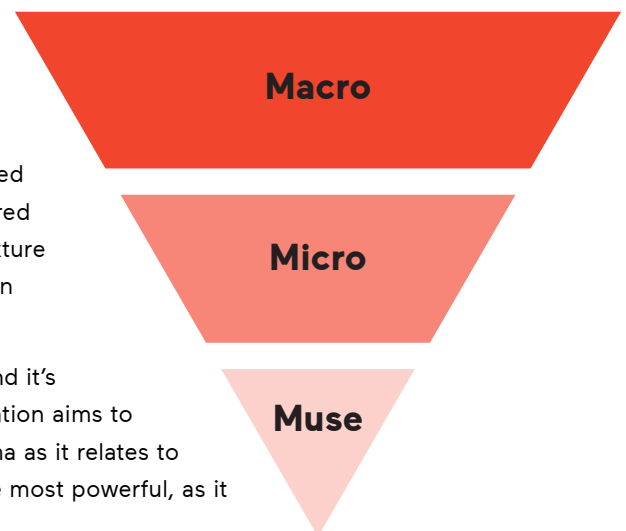 Macro
ed
red
ture
n
Micro
nd it's
ation aims to
Muse
na as it relates to
e most powerful, as it